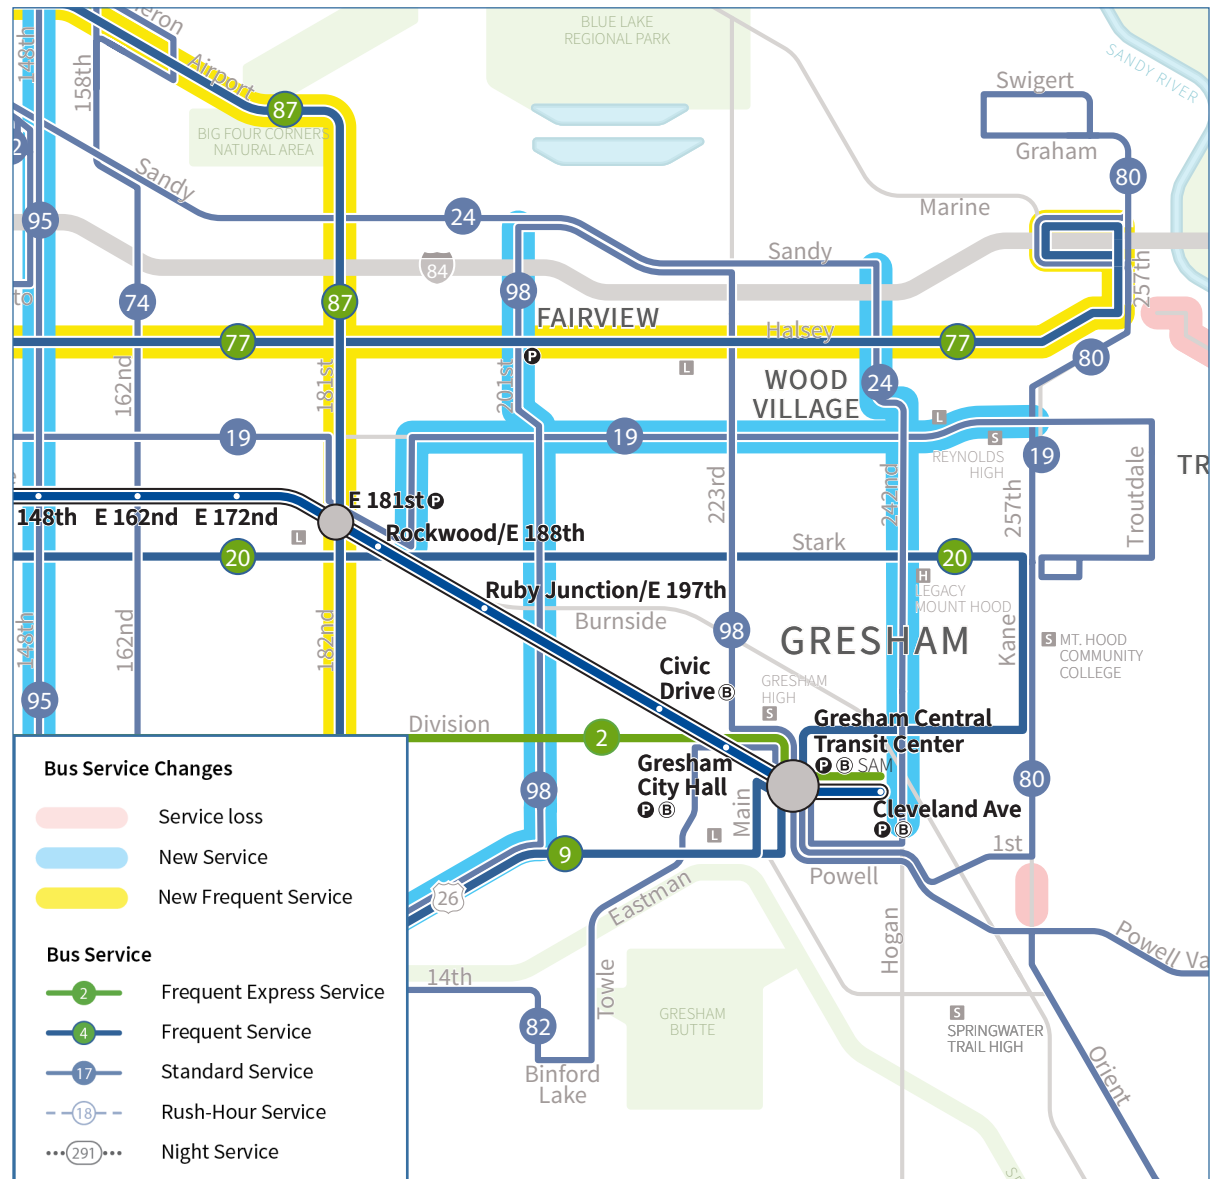 BLUE LAKE
REGIONAL PARK
SANDY RIVER
148th
158th
Airport
87
BIG FOUR CORNERS
NATURAL AREA
Swigert
Graham
80
Sandy
95
24
Marine
84
Sandy
257th
74
87
98
FAIRVIEW
77
Halsey
77
80
P
L
162nd
181st
201st
WOOD
VILLAGE
24
L
S
REYNOLDS
HIGH
19
19
19
TR
223rd
242nd
257th
Troutdale
E 181st P
148th
E 162nd
E 172nd
L
Rockwood/E 188th
20
Stark
20
H
LEGACY
MOUNT HOOD
Ruby Junction/E 197th
Burnside
148th
162nd
182nd
98
GRESHAM
Kane
S
MT. HOOD
COMMUNITY
COLLEGE
Civic
Drive B
GRESHAM
HIGH
S
95
Division
2
Gresham Central
Transit Center
P B SAM
Gresham
City Hall
P B
98
Main
L
Cleveland Ave
P B
80
1st
9
Powell
26
Eastman
Hogan
Powell Va
14th
Towle
82
GRESHAM
BUTTE
S
SPRINGWATER
TRAIL HIGH
Binford
Lake
Orient
Bus Service Changes
Service loss
New Service
New Frequent Service
Bus Service
2
Frequent Express Service
4
Frequent Service
17
Standard Service
18
Rush-Hour Service
291
Night Service